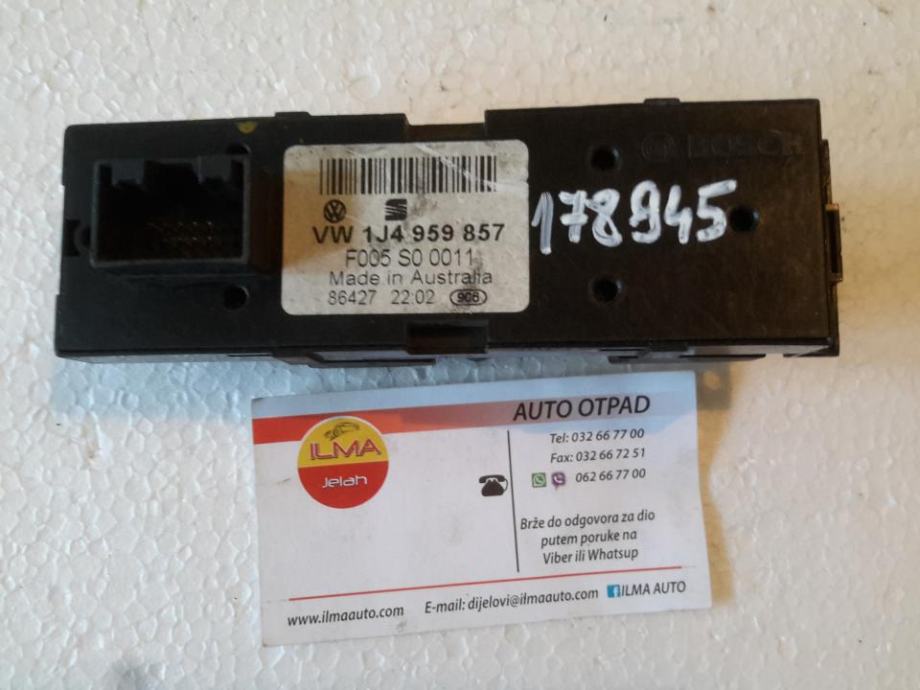 BOSCH
VW 1J4 959 857
F005 S0 0011
Made in Australia
86427 22:02 906
178945
AUTO OTPAD
ILMA
Jelah
Tel: 032 66 77 00
Fax: 032 66 72 51
062 66 77 00
Brže do odgovora za dio
putem poruke na
Viber ili Whatsup
www.ilmaauto.com
E-mail: dijelovi@ilmaauto.com
ILMA AUTO